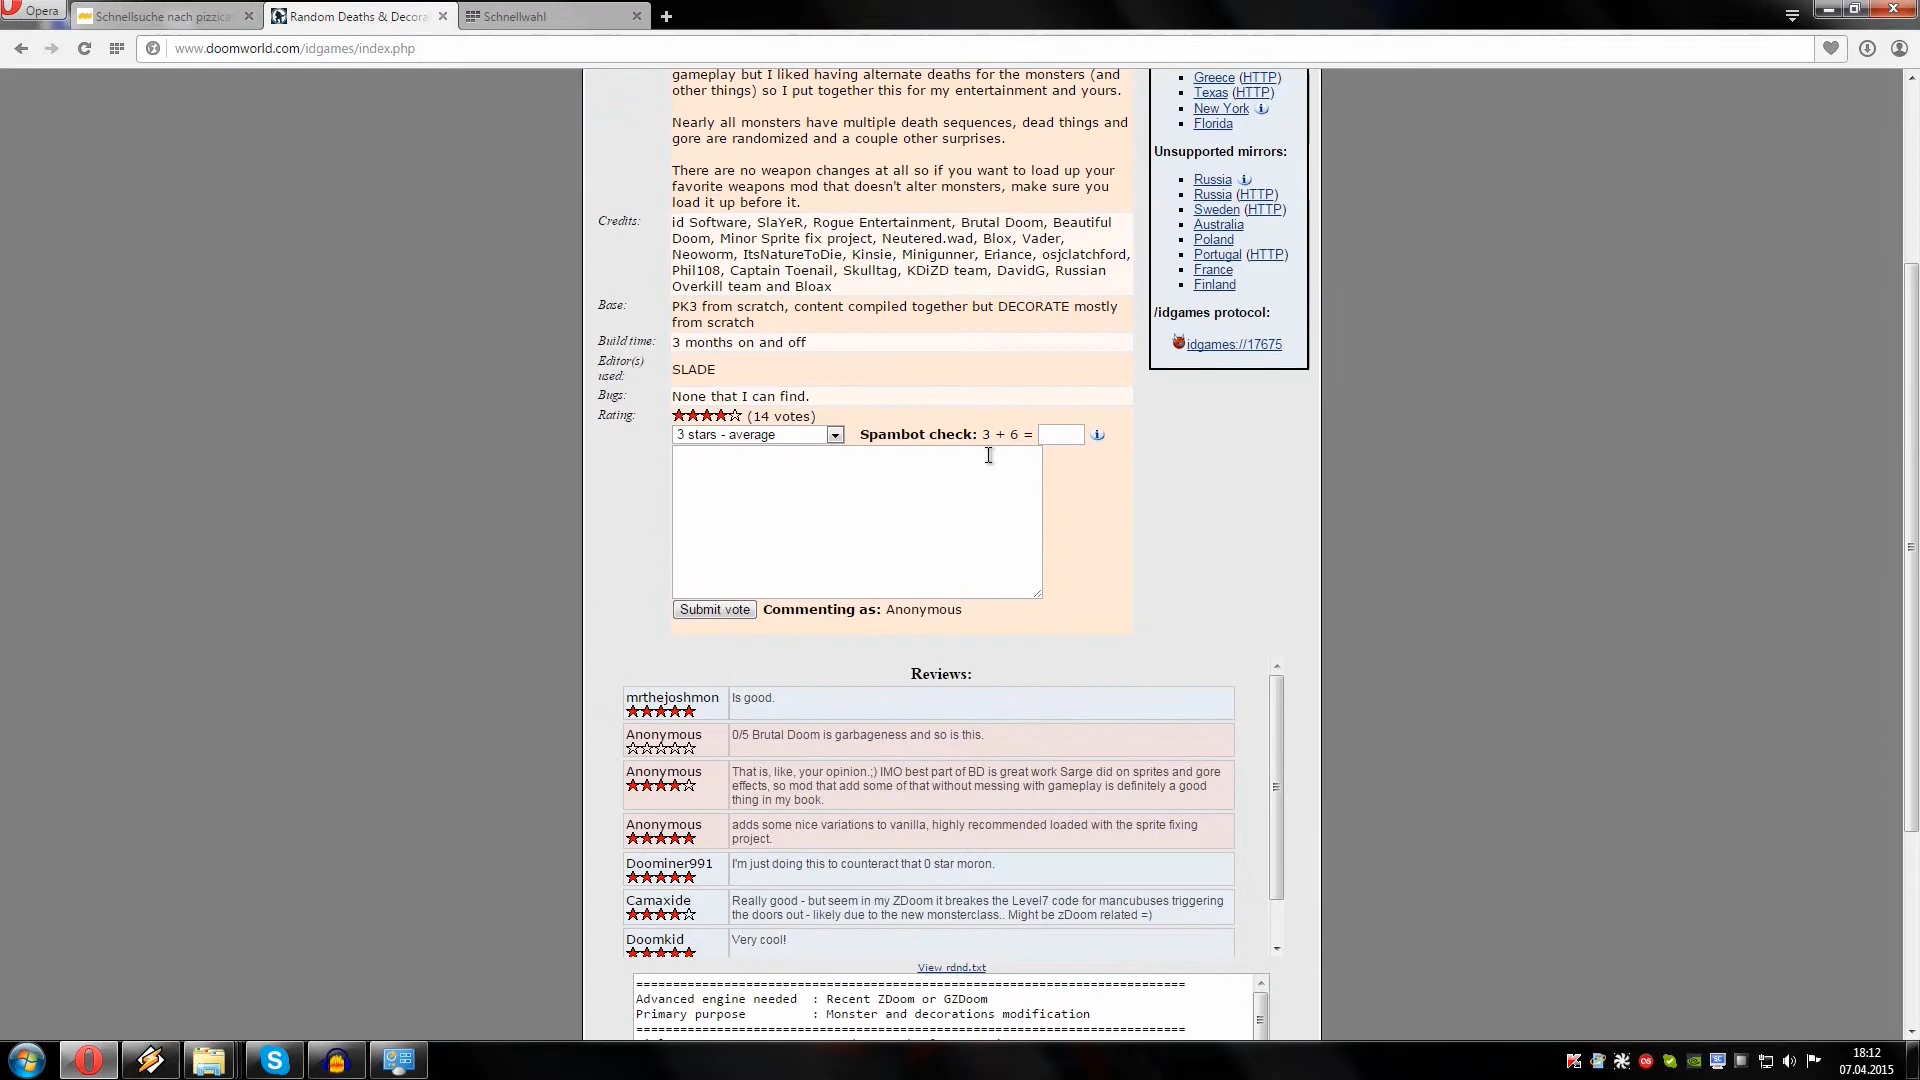 Opera
Schnellsuche nach pizzica
Random Deaths & Decora
Schnellwahl
www.doomworld.com/idgames/index.php
gameplay but I liked having alternate deaths for the monsters (and
other things) so I put together this for my entertainment and yours.
Nearly all monsters have multiple death sequences, dead things and
gore are randomized and a couple other surprises.
There are no weapon changes at all so if you want to load up your
favorite weapons mod that doesn't alter monsters, make sure you
load it up before it.
Credits:
id Software, SlaYeR, Rogue Entertainment, Brutal Doom, Beautiful
Doom, Minor Sprite fix project, Neutered.wad, Blox, Vader,
Neoworm, ItsNatureToDie, Kinsie, Minigunner, Eriance, osjclatchford,
Phil108, Captain Toenail, Skulltag, KDiZD team, DavidG, Russian
Overkill team and Bloax
Base:
PK3 from scratch, content compiled together but DECORATE mostly
from scratch
Build time:
3 months on and off
Editor(s)
used:
SLADE
Bugs:
None that I can find.
Rating:
(14 votes)
3 stars - average
Spambot check: 3 + 6 =
Submit vote
Commenting as: Anonymous
Greece (HTTP)
Texas (HTTP)
New York
Florida
Unsupported mirrors:
Russia
Russia (HTTP)
Sweden (HTTP)
Australia
Poland
Portugal (HTTP)
France
Finland
/idgames protocol:
idgames://17675
Reviews:
mrthejoshmon
Is good.
Anonymous
0/5 Brutal Doom is garbageness and so is this.
Anonymous
That is, like, your opinion.;) IMO best part of BD is great work Sarge did on sprites and gore
effects, so mod that add some of that without messing with gameplay is definitely a good
thing in my book.
Anonymous
adds some nice variations to vanilla, highly recommended loaded with the sprite fixing
project.
Doominer991
I'm just doing this to counteract that 0 star moron.
Camaxide
Really good - but seem in my ZDoom it breakes the Level7 code for mancubuses triggering
the doors out - likely due to the new monsterclass.. Might be zDoom related =)
Doomkid
Very cool!
View rdnd.txt
================================================================
Advanced engine needed : Recent ZDoom or GZDoom
Primary purpose : Monster and decorations modification
================================================================
18:12
07.04.2015